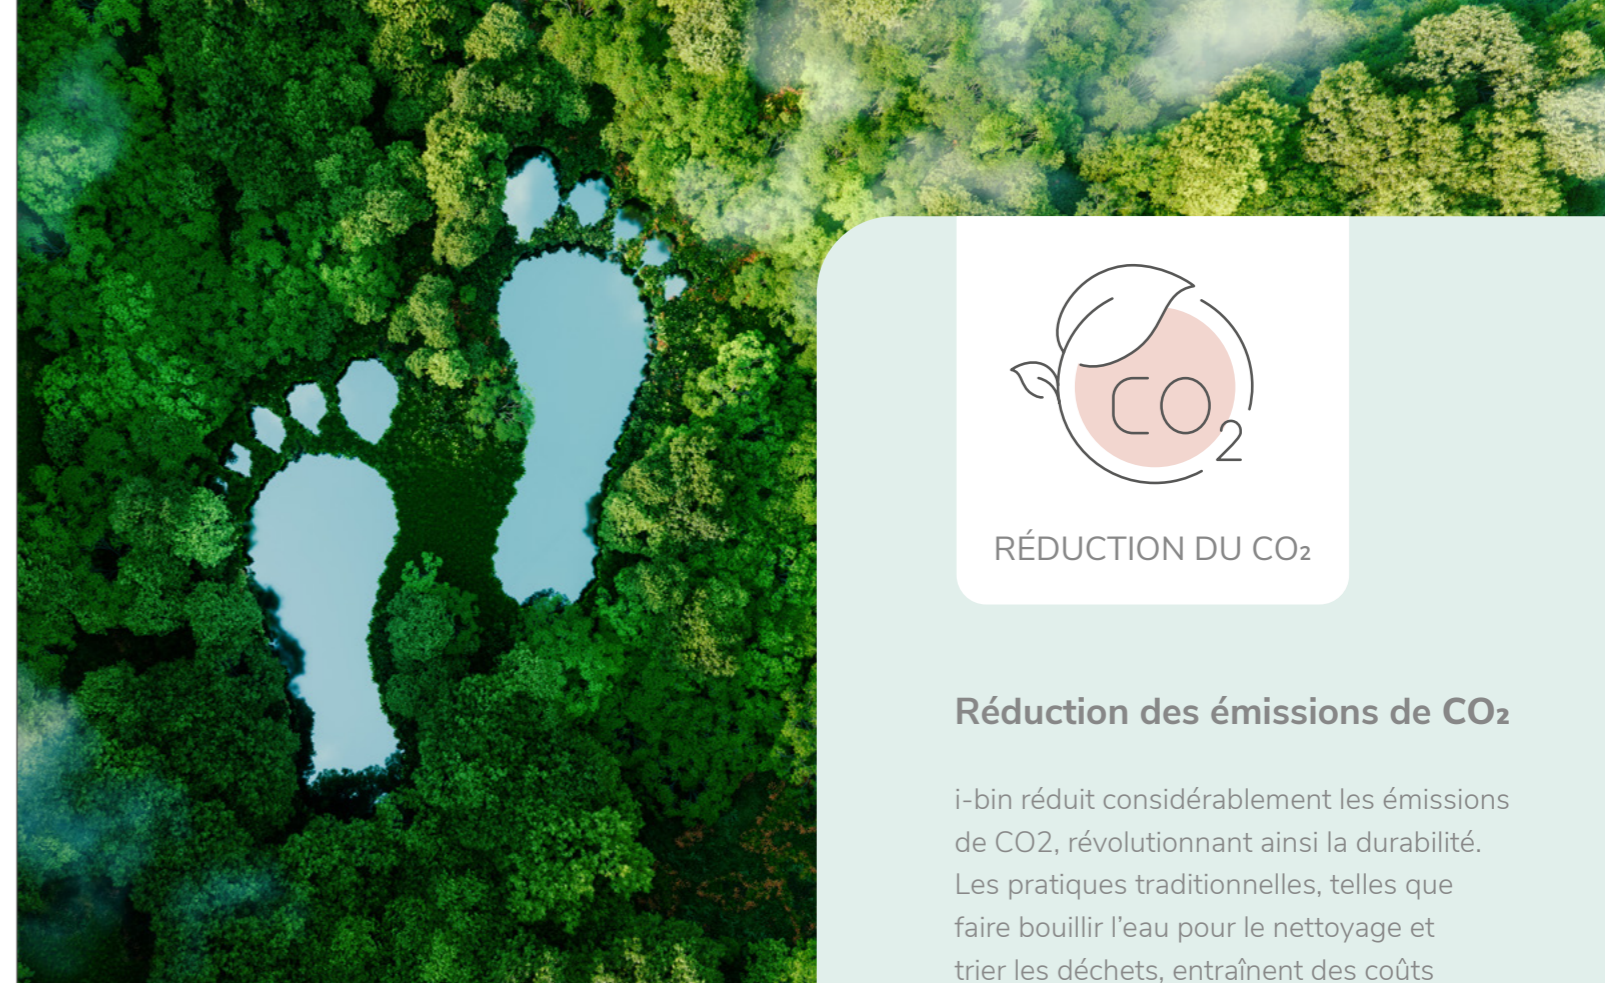 CO2
RÉDUCTION DU CO₂
Réduction des émissions de CO₂
i-bin réduit considérablement les émissions
de CO2, révolutionnant ainsi la durabilité.
Les pratiques traditionnelles, telles que
faire bouillir l’eau pour le nettoyage et
trier les déchets, entraînent des coûts